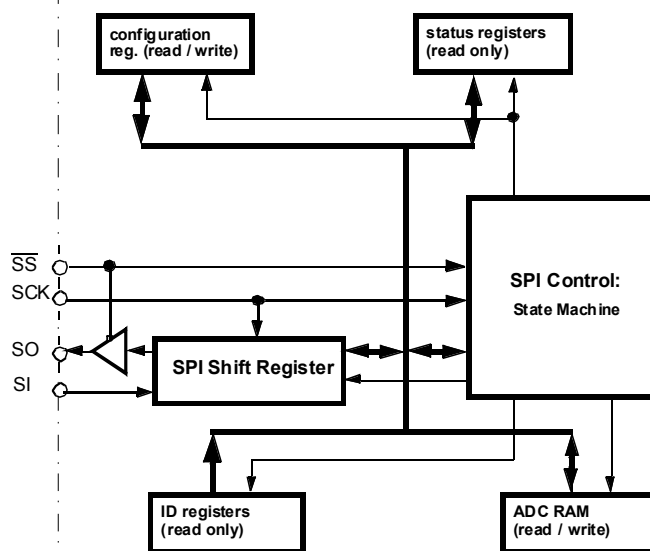 configuration
reg. (read / write)
status registers
(read only)
SS
SCK
SPI Control:
State Machine
SO
SPI Shift Register
SI
ID registers
(read only)
ADC RAM
(read / write)